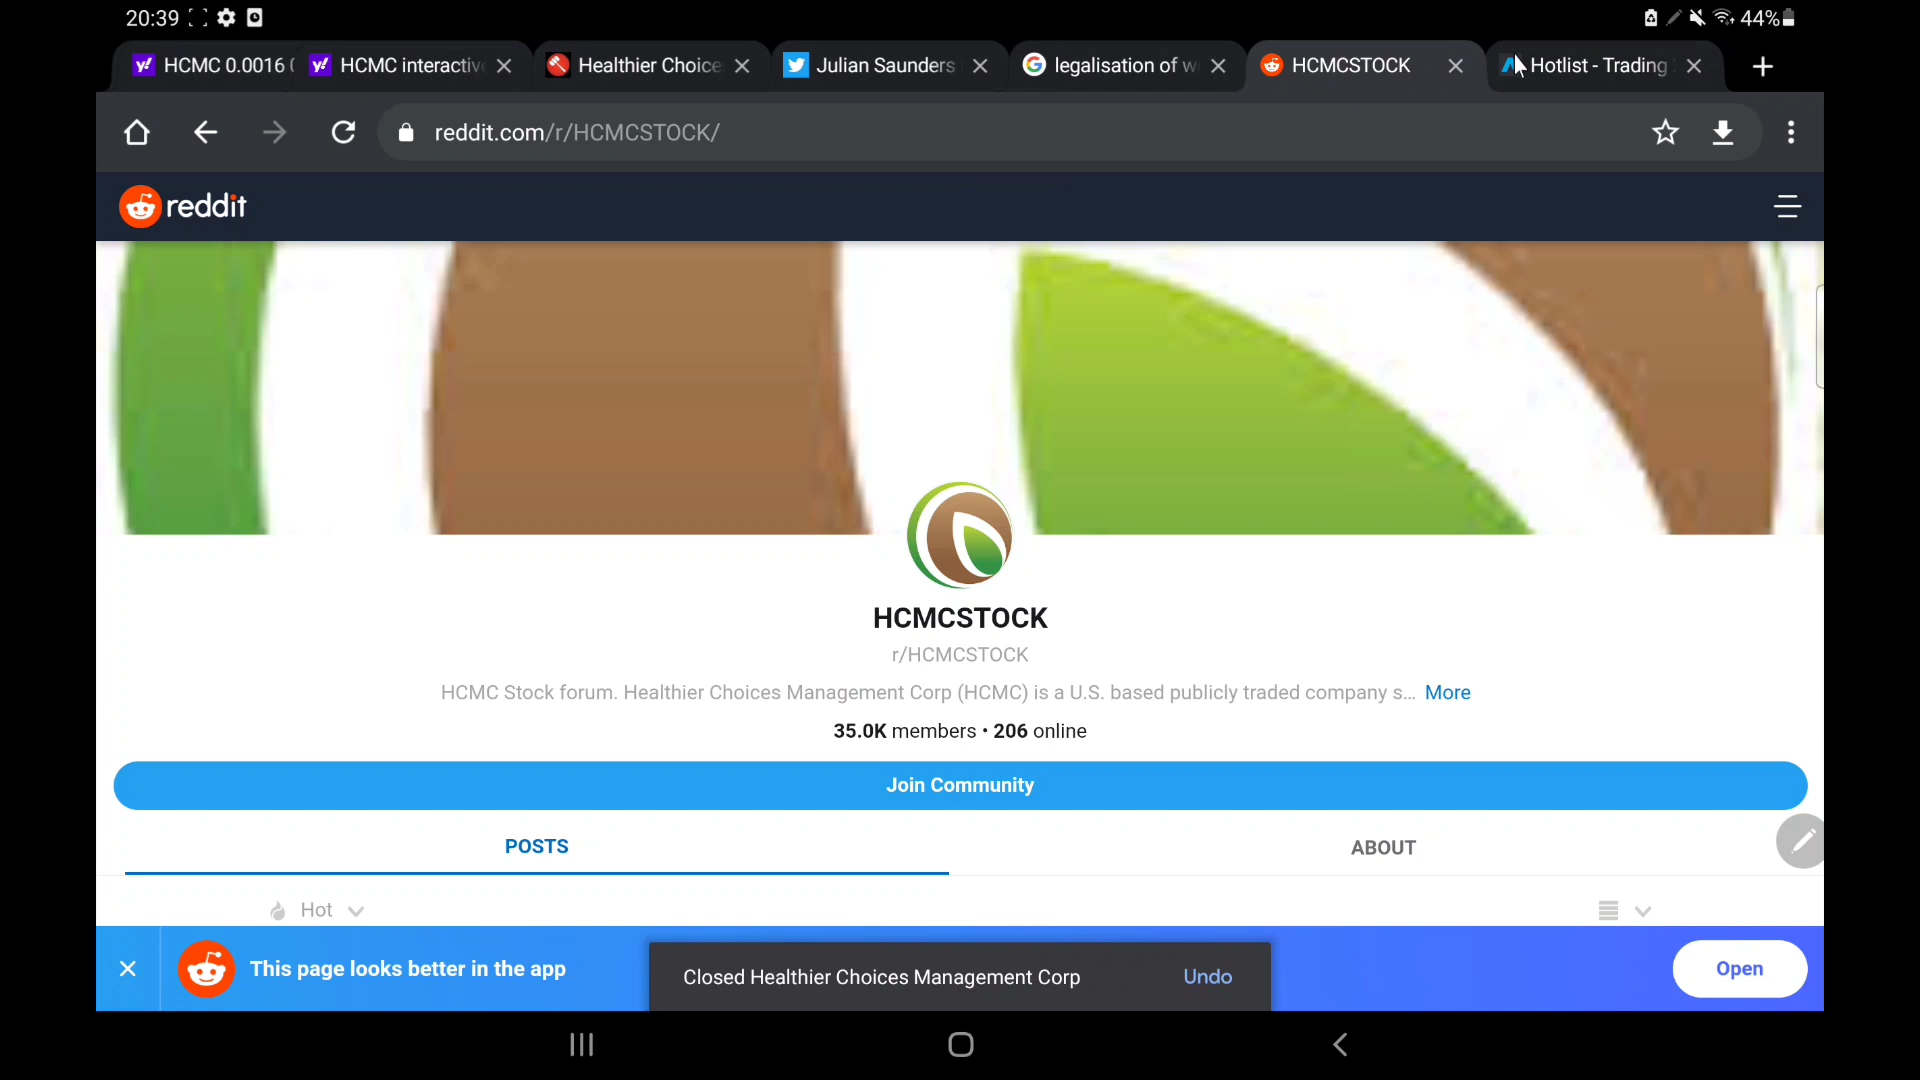 20:39
44%
HCMC 0.0016
HCMC interactive
Healthier Choice
Julian Saunders
legalisation of w
HCMCSTOCK
Hotlist - Trading
reddit.com/r/HCMCSTOCK/
reddit
HCMCSTOCK
r/HCMCSTOCK
HCMC Stock forum. Healthier Choices Management Corp (HCMC) is a U.S. based publicly traded company s... More
35.0K members • 206 online
Join Community
POSTS
ABOUT
Hot
This page looks better in the app
Closed Healthier Choices Management Corp
Undo
Open